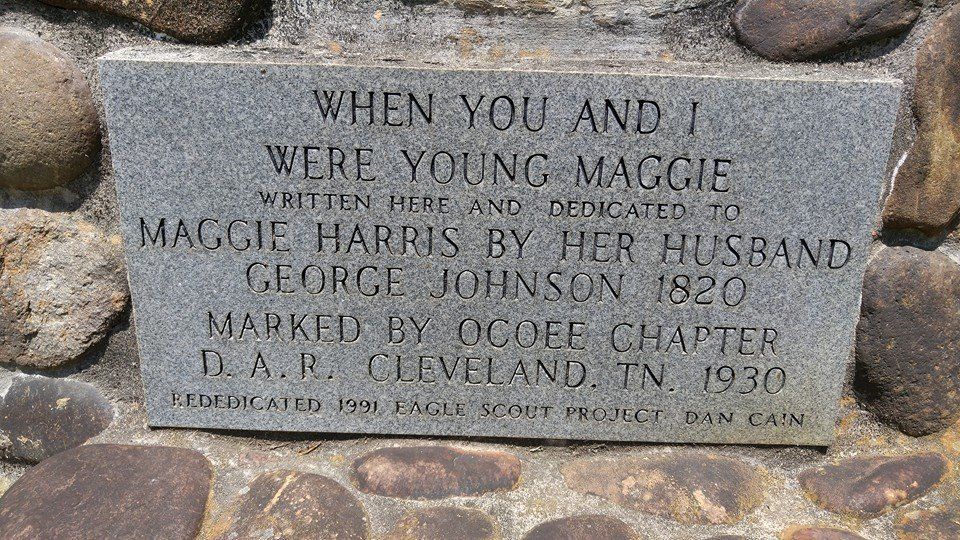 WHEN YOU AND I
WERE YOUNG MAGGIE
WRITTEN HERE AND DEDICATED TO
MAGGIE HARRIS BY HER HUSBAND
GEORGE JOHNSON 1820
MARKED BY OCOEE CHAPTER
D. A. R. CLEVELAND, TN. 1930
REDEDICATED 1991 EAGLE SCOUT PROJECT DAN CAIN